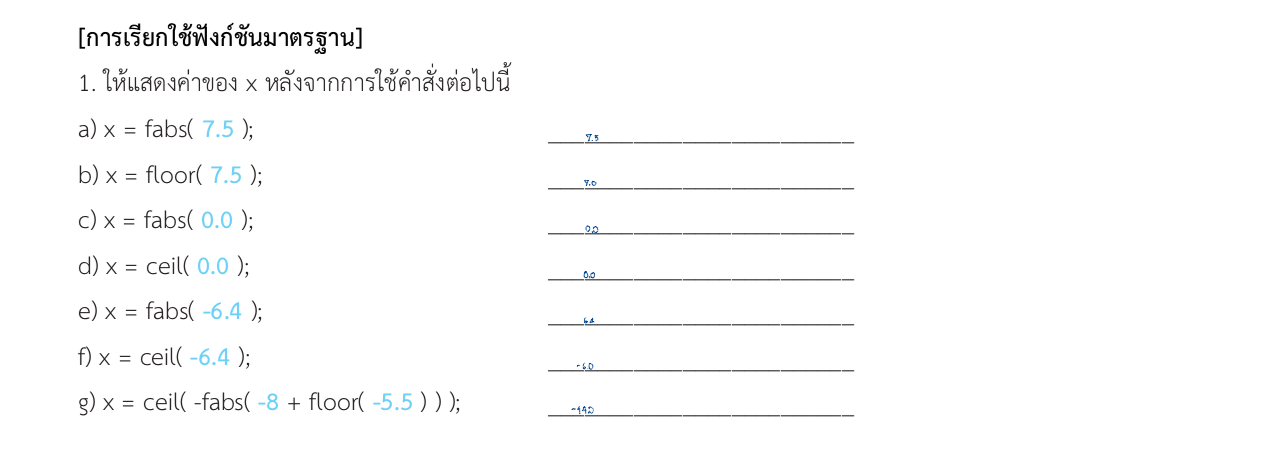 [การเรียกใช้ฟังก์ชันมาตรฐาน]
1. ให้แสดงค่าของ x หลังจากการใช้คำสั่งต่อไปนี้
a) x = fabs( 7.5 ); 7.5
b) x = floor( 7.5 ); 7.0
c) x = fabs( 0.0 ); 0.0
d) x = ceil( 0.0 ); 0.0
e) x = fabs( -6.4 ); 6.4
f) x = ceil( -6.4 ); -6.0
g) x = ceil( -fabs( -8 + floor( -5.5 ) ) ); -14.0